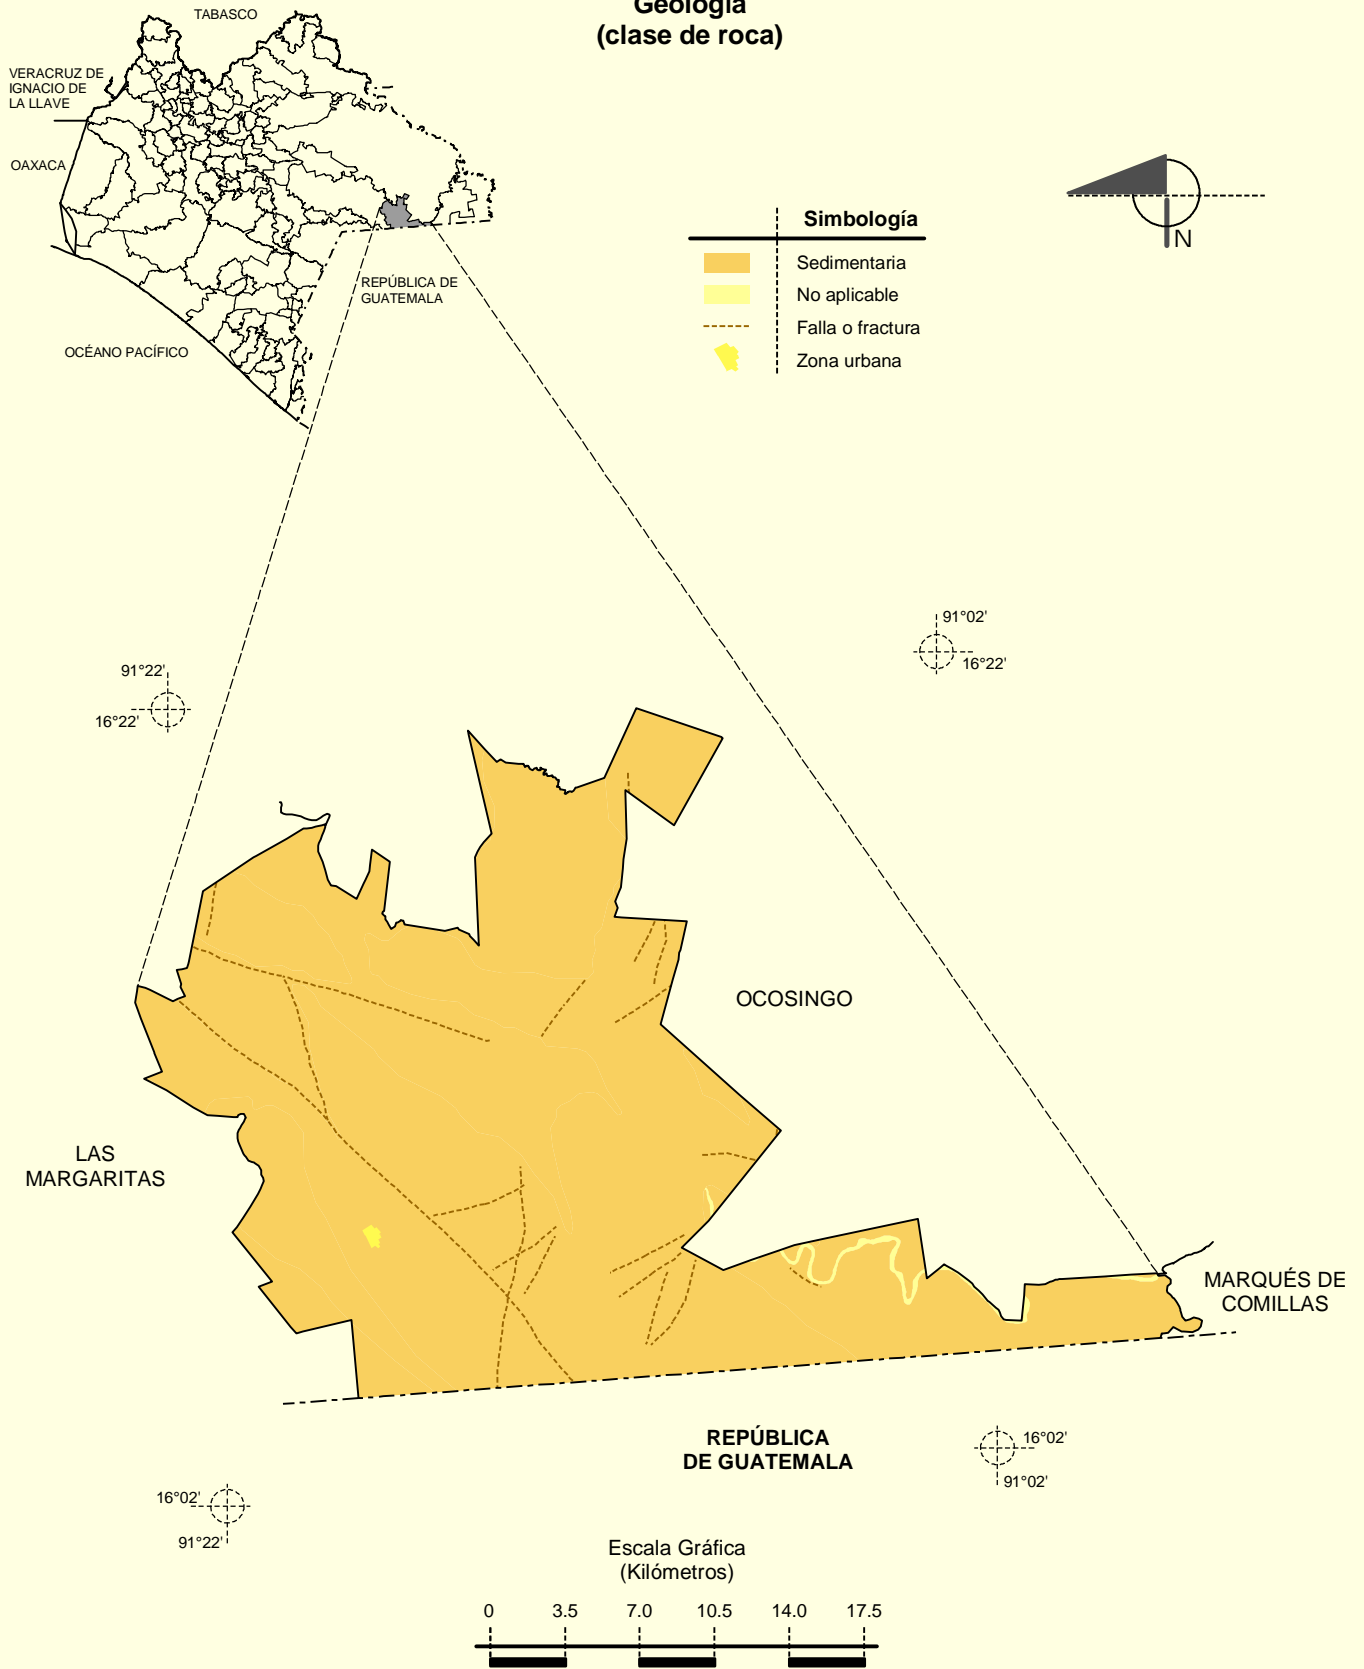 Geología
(clase de roca)
TABASCO
VERACRUZ DE
IGNACIO DE
LA LLAVE
OAXACA
REPÚBLICA DE
GUATEMALA
OCÉANO PACÍFICO
Simbología
Sedimentaria
No aplicable
Falla o fractura
Zona urbana
N
91°02'
16°22'
91°22'
16°22'
OCOSINGO
LAS
MARGARITAS
MARQUÉS DE
COMILLAS
REPÚBLICA
DE GUATEMALA
16°02'
91°02'
16°02'
91°22'
Escala Gráfica
(Kilómetros)
0 3.5 7.0 10.5 14.0 17.5